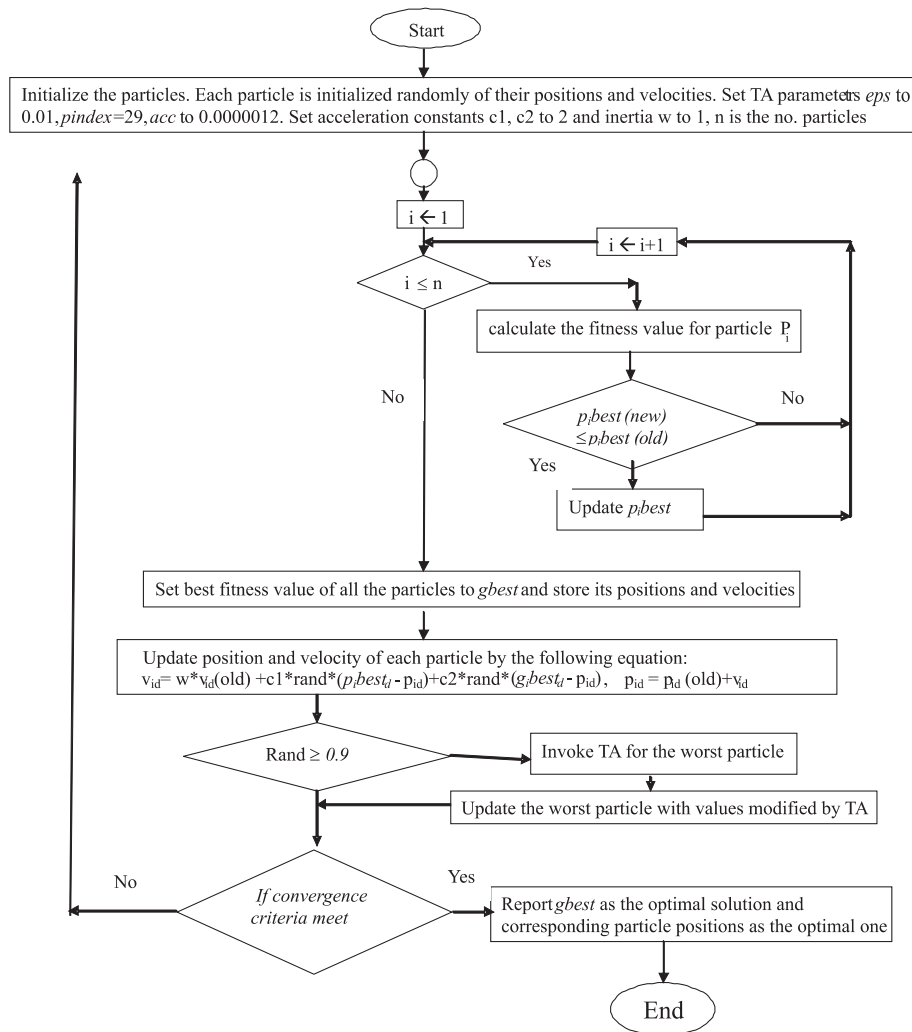 Start
Initialize the particles. Each particle is initialized randomly of their positions and velocities. Set TA parameters eps to
0.01, pindex=29, acc to 0.0000012. Set acceleration constants c1, c2 to 2 and inertia w to 1, n is the no. particles
i ← 1
i ← i+1
i ≤ n
Yes
calculate the fitness value for particle Pi
No
pibest (new)
≤ pibest (old)
No
Yes
Update pibest
Set best fitness value of all the particles to gbest and store its positions and velocities
Update position and velocity of each particle by the following equation:
vid= w*vid(old) +c1*rand*(pibestd - pid)+c2*rand*(gibestd - pid), pid = pid (old)+vid
Rand ≥ 0.9
Invoke TA for the worst particle
Update the worst particle with values modified by TA
No
If convergence
criteria meet
Yes
Report gbest as the optimal solution and
corresponding particle positions as the optimal one
End